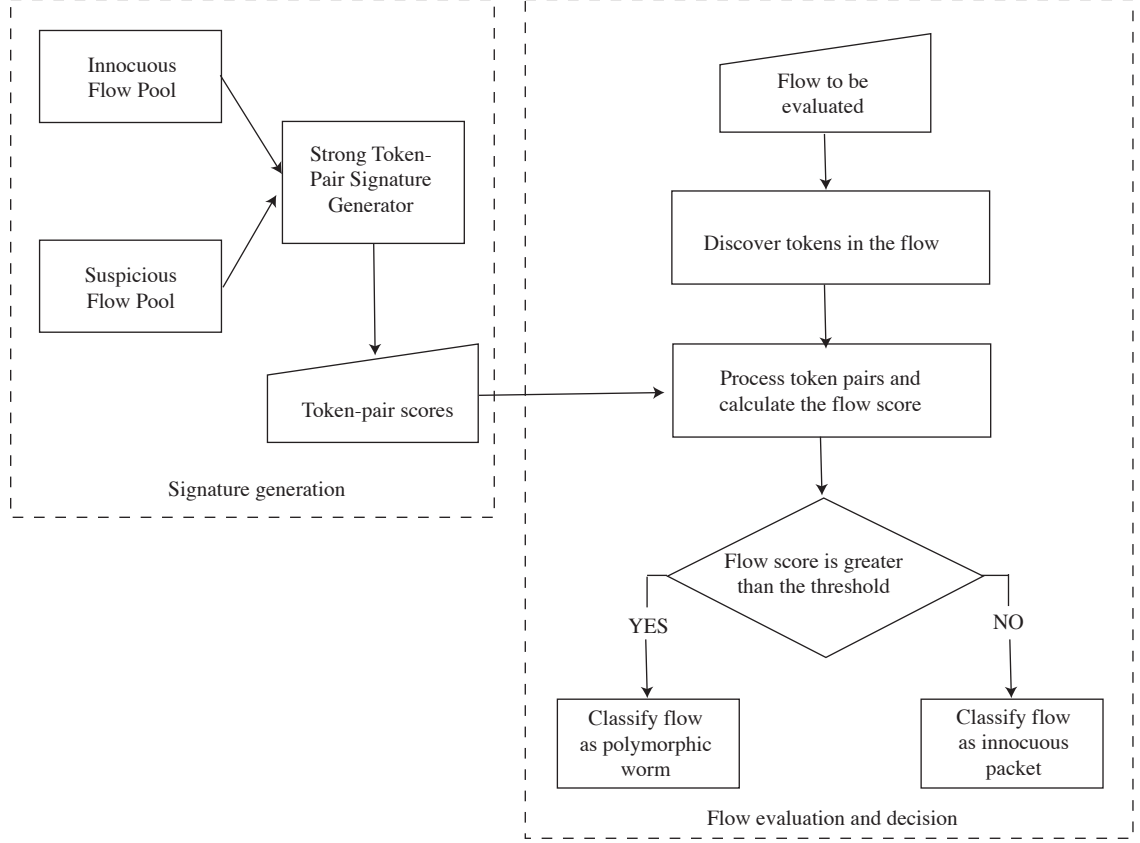 Innocuous
Flow Pool
Strong Token-
Pair Signature
Generator
Suspicious
Flow Pool
Token-pair scores
Signature generation
Flow to be
evaluated
Discover tokens in the flow
Process token pairs and
calculate the flow score
Flow score is greater
than the threshold
YES
NO
Classify flow
as polymorphic
worm
Classify flow
as innocuous
packet
Flow evaluation and decision